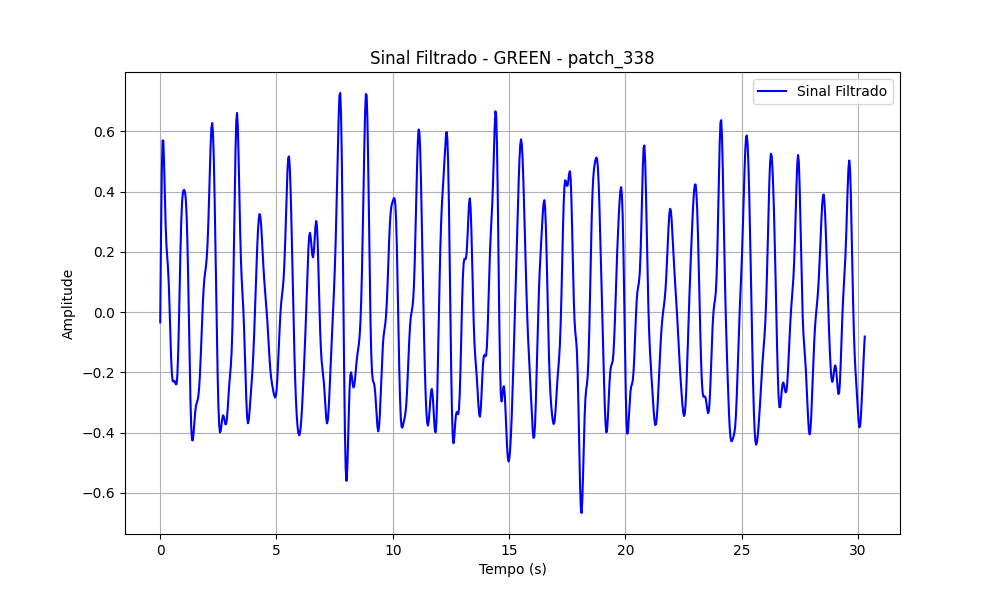 Sinal Filtrado - GREEN - patch_338
Sinal Filtrado
0.6
0.4
0.2
0.0
−0.2
−0.4
−0.6
Amplitude
0 5 10 15 20 25 30
Tempo (s)